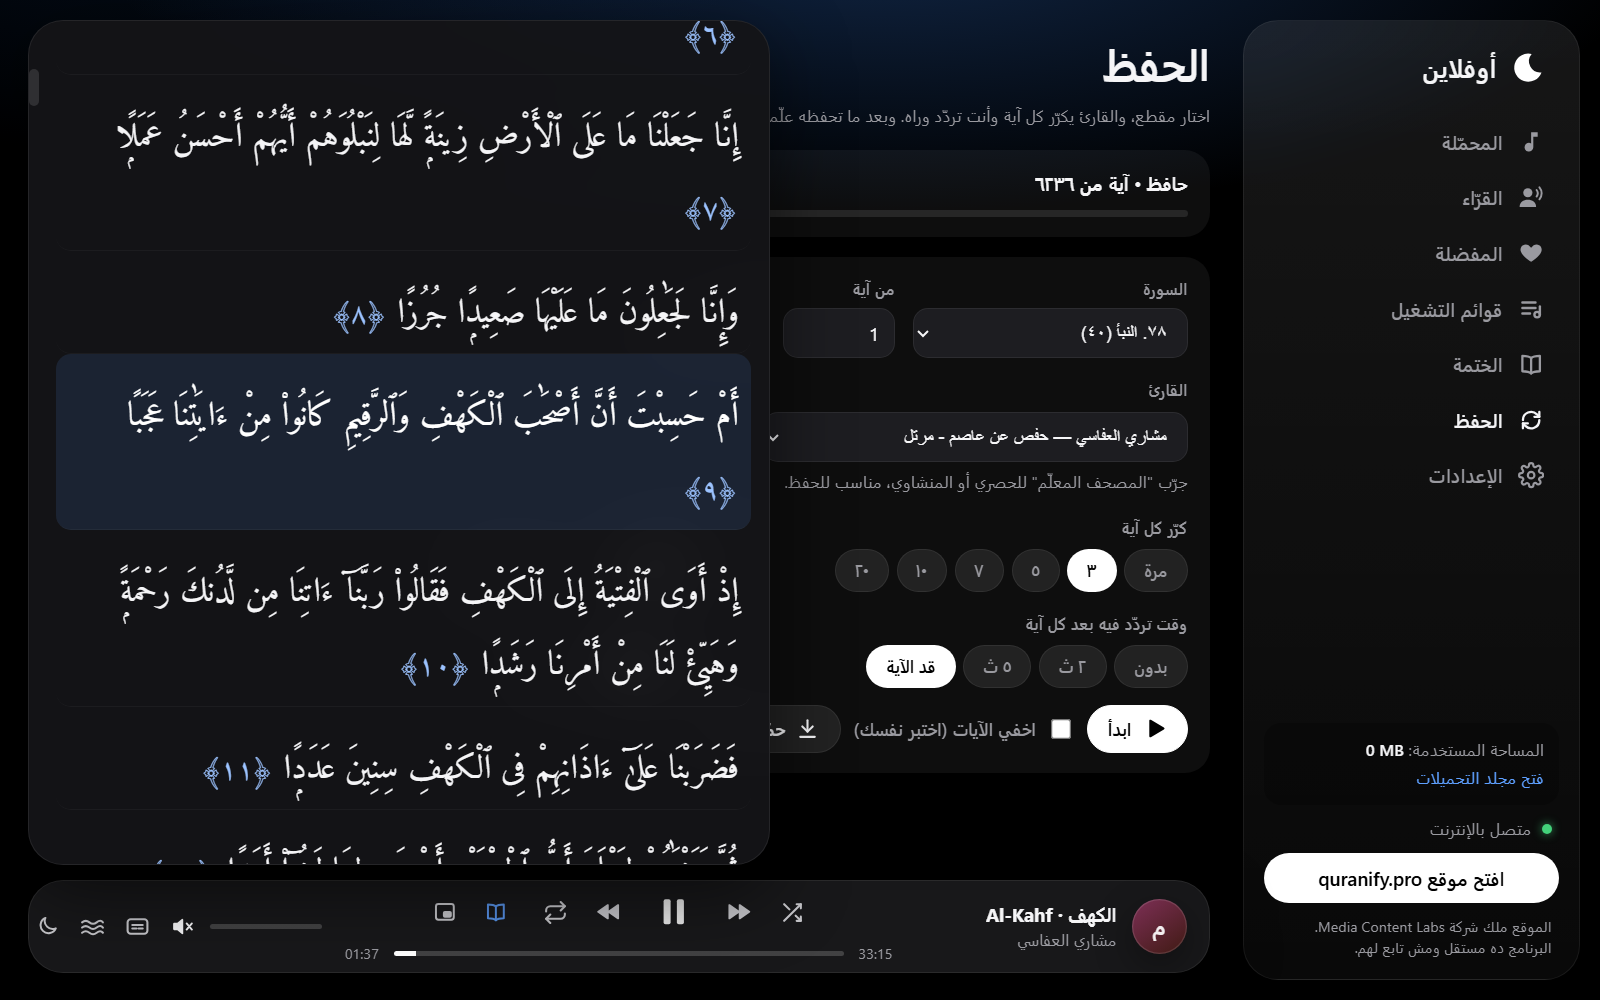 أوفلاين
المحمّلة
القرّاء
المفضلة
قوائم التشغيل
الختمة
الحفظ
الإعدادات
المساحة المستخدمة: 0 MB
فتح مجلد التحميلات
متصل بالإنترنت
افتح موقع quranify.pro
الموقع ملك شركة Media Content Labs.
البرنامج ده مستقل ومش تابع لهم.
الحفظ
اختار مقطع، والقارئ يكرّر كل آية وأنت تردّد وراه. وبعد ما تحفظه علّم
حافظ • آية من ٦٢٣٦
السورة
من آية
٧٨. النبأ (٤٠)
1
القارئ
مشاري العفاسي — حفص عن عاصم - مرتل
جرّب "المصحف المعلّم" للحصري أو المنشاوي، مناسب للحفظ.
كرّر كل آية
مرة ٣ ٥ ٧ ١٠ ٢٠
وقت تردّد فيه بعد كل آية
بدون ٢ ث ٥ ث قد الآية
ابدأ
اخفي الآيات (اختبر نفسك)
﴿٦﴾
إِنَّا جَعَلْنَا مَا عَلَى ٱلْأَرْضِ زِينَةًۭ لَّهَا لِنَبْلُوَهُمْ أَيُّهُمْ أَحْسَنُ عَمَلًۭا
﴿٧﴾
وَإِنَّا لَجَٰعِلُونَ مَا عَلَيْهَا صَعِيدًۭا جُرُزًا ﴿٨﴾
أَمْ حَسِبْتَ أَنَّ أَصْحَٰبَ ٱلْكَهْفِ وَٱلرَّقِيمِ كَانُوا۟ مِنْ ءَايَٰتِنَا عَجَبًا
﴿٩﴾
إِذْ أَوَى ٱلْفِتْيَةُ إِلَى ٱلْكَهْفِ فَقَالُوا۟ رَبَّنَآ ءَاتِنَا مِن لَّدُنكَ رَحْمَةًۭ
وَهَيِّئْ لَنَا مِنْ أَمْرِنَا رَشَدًۭا ﴿١٠﴾
فَضَرَبْنَا عَلَىٰٓ ءَاذَانِهِمْ فِى ٱلْكَهْفِ سِنِينَ عَدَدًۭا ﴿١١﴾
م
الكهف · Al-Kahf
مشاري العفاسي
01:37
33:15